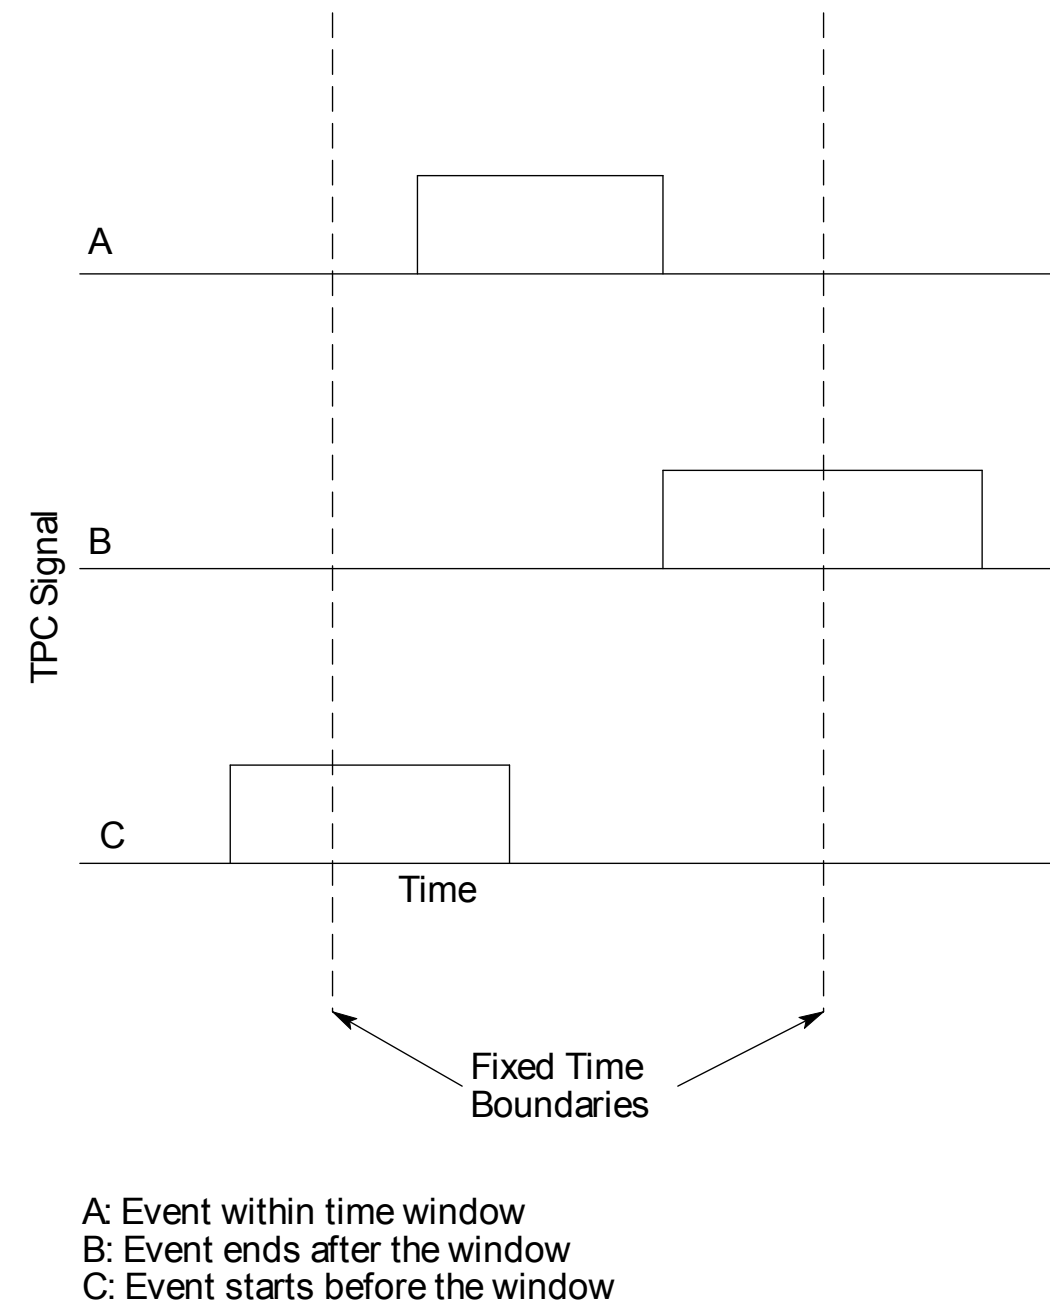 A
B
TPC Signal
C
Time
Fixed Time
Boundaries
A: Event within time window
B: Event ends after the window
C: Event starts before the window